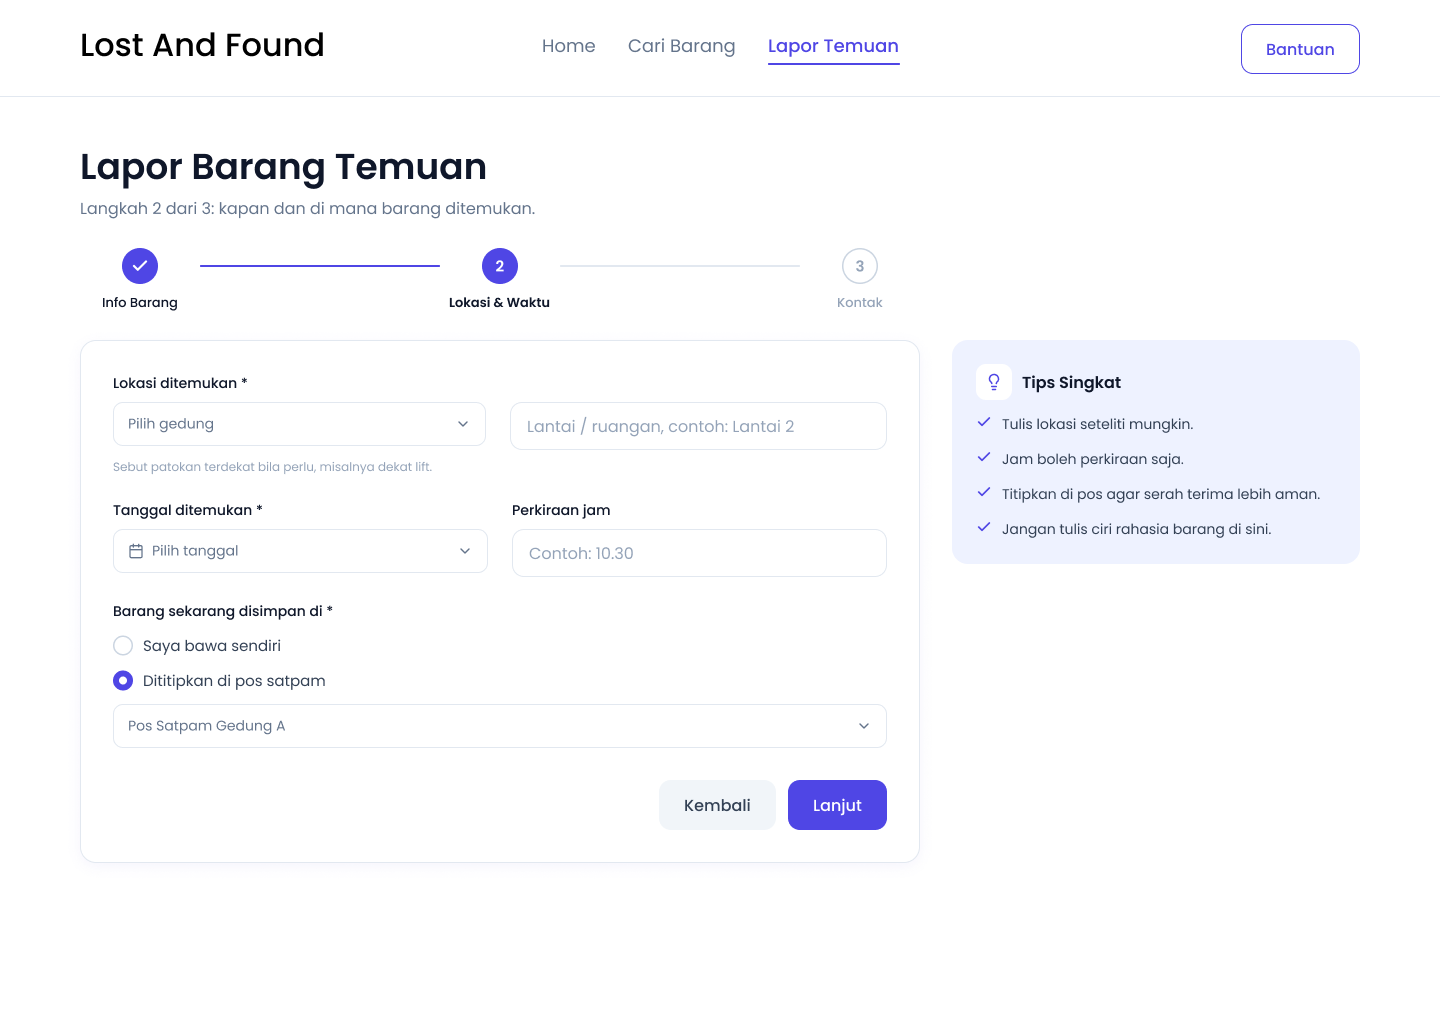 Lost And Found
Home
Cari Barang
Lapor Temuan
Bantuan
Lapor Barang Temuan
Langkah 2 dari 3: kapan dan di mana barang ditemukan.
2
3
Info Barang
Lokasi & Waktu
Kontak
Lokasi ditemukan *
Pilih gedung
Lantai / ruangan, contoh: Lantai 2
Sebut patokan terdekat bila perlu, misalnya dekat lift.
Tanggal ditemukan *
Perkiraan jam
Pilih tanggal
Contoh: 10.30
Barang sekarang disimpan di *
Saya bawa sendiri
Dititipkan di pos satpam
Pos Satpam Gedung A
Kembali
Lanjut
Tips Singkat
Tulis lokasi seteliti mungkin.
Jam boleh perkiraan saja.
Titipkan di pos agar serah terima lebih aman.
Jangan tulis ciri rahasia barang di sini.